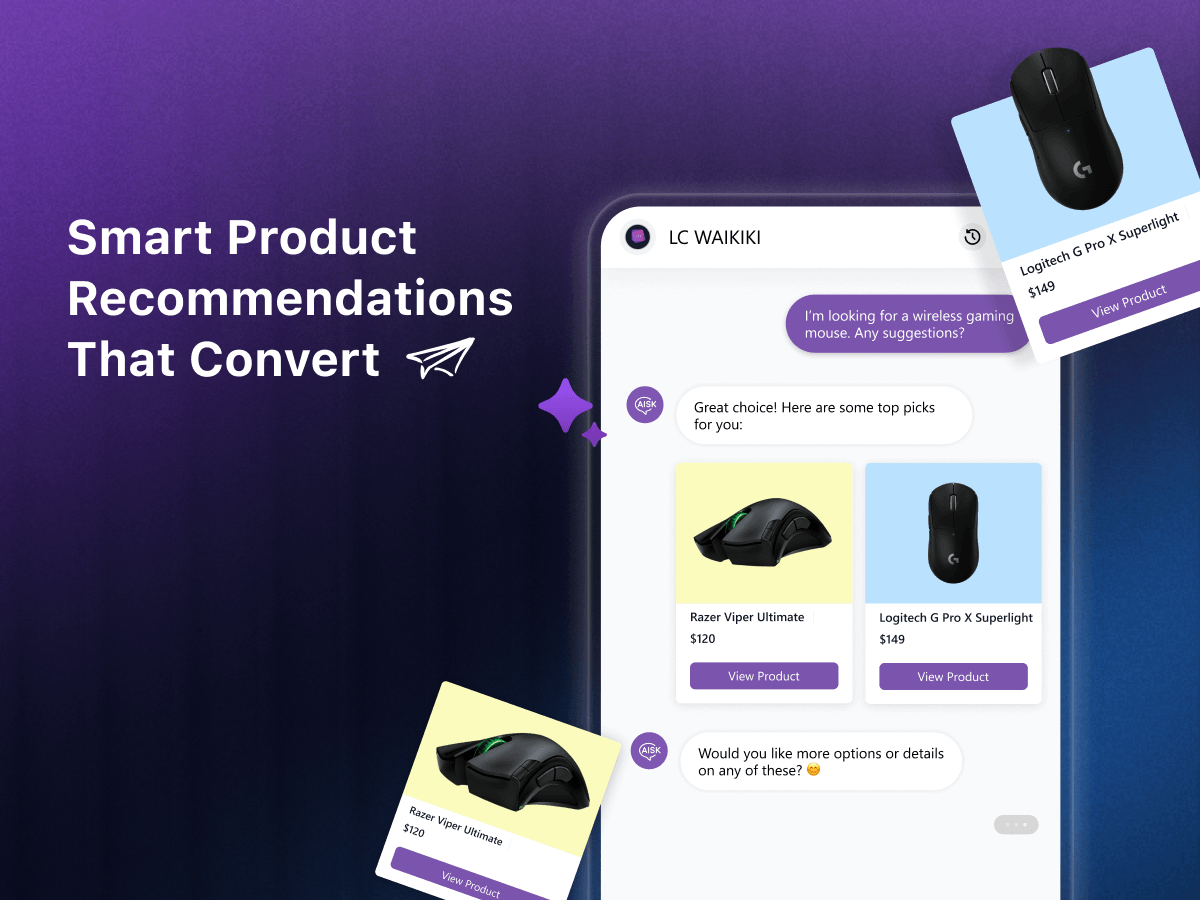 Smart Product
Recommendations
That Convert
LC WAIKIKI
Logitech G Pro X Superlight
$149
View Product
I'm looking for a wireless gaming
mouse. Any suggestions?
AISK
Great choice! Here are some top picks
for you:
Razer Viper Ultimate
$120
View Product
Logitech G Pro X Superlight
$149
View Product
AISK
Would you like more options or details
on any of these? 😊
Razer Viper Ultimate
$120
View Product